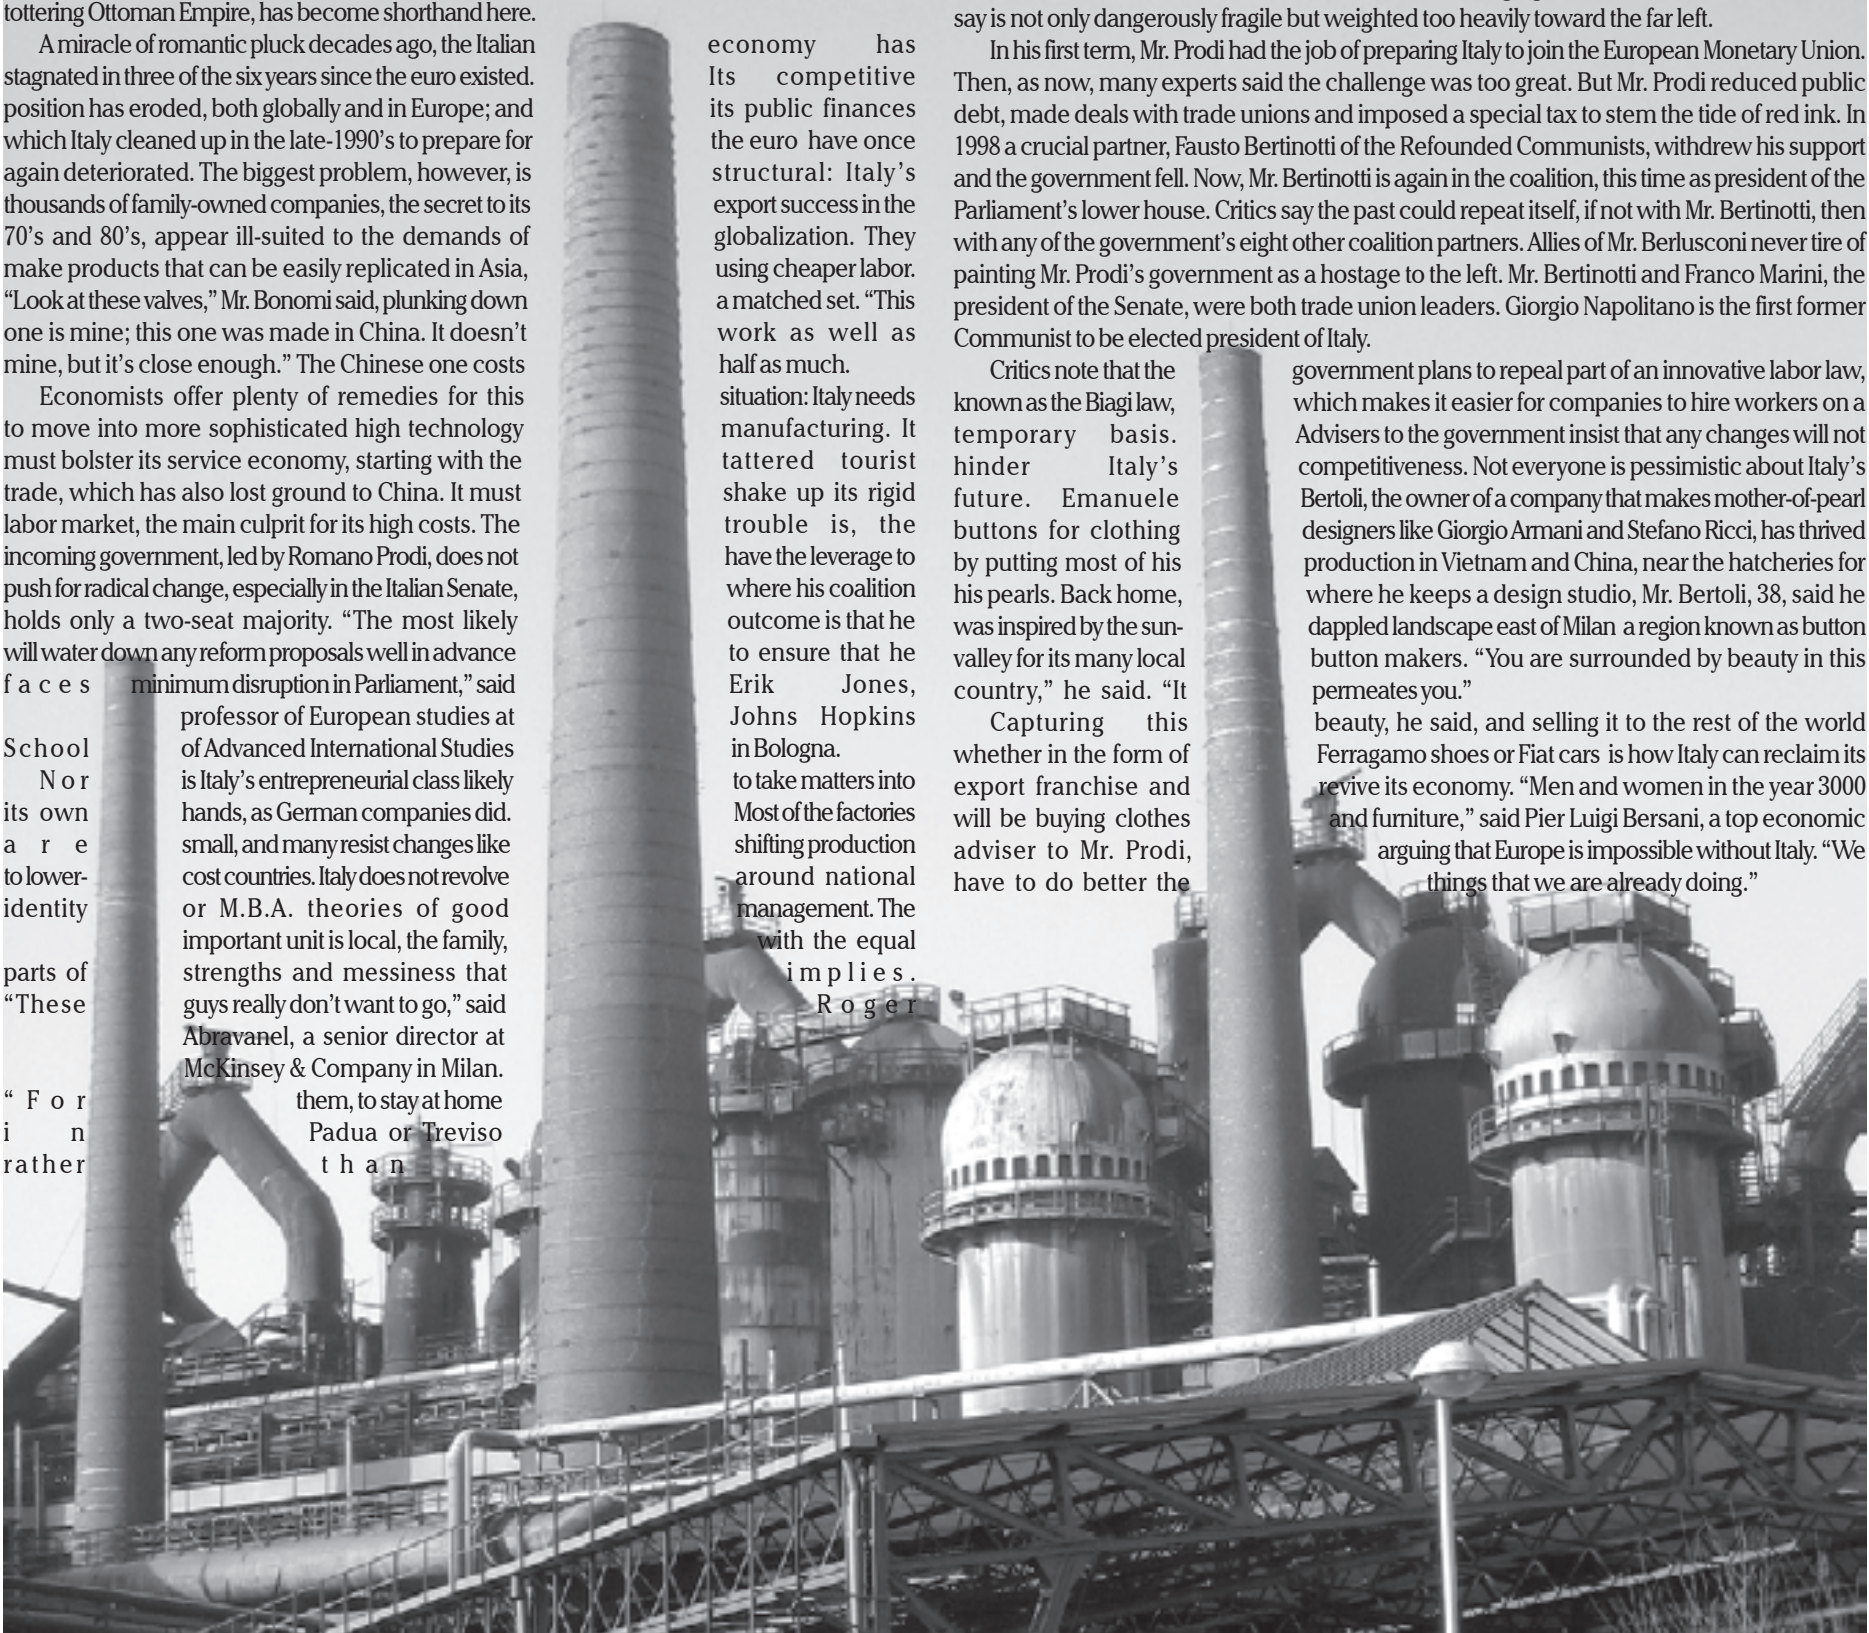 tottering Ottoman Empire, has become shorthand here.
A miracle of romantic pluck decades ago, the Italian economy has
stagnated in three of the six years since the euro existed. Its competitive
position has eroded, both globally and in Europe; and its public finances
which Italy cleaned up in the late-1990’s to prepare for the euro have once
again deteriorated. The biggest problem, however, is structural: Italy’s
thousands of family-owned companies, the secret to its export success in the
70’s and 80’s, appear ill-suited to the demands of globalization. They
make products that can be easily replicated in Asia, using cheaper labor.
“Look at these valves,” Mr. Bonomi said, plunking down a matched set. “This
one is mine; this one was made in China. It doesn’t work as well as
mine, but it’s close enough.” The Chinese one costs half as much.
Economists offer plenty of remedies for this situation: Italy needs
to move into more sophisticated high technology manufacturing. It
must bolster its service economy, starting with the tattered tourist
trade, which has also lost ground to China. It must shake up its rigid
labor market, the main culprit for its high costs. The trouble is, the
incoming government, led by Romano Prodi, does not have the leverage to
push for radical change, especially in the Italian Senate, where his coalition
holds only a two-seat majority. “The most likely outcome is that he
will water down any reform proposals well in advance to ensure that he
faces minimum disruption in Parliament,” said Erik Jones,
professor of European studies at Johns Hopkins
School of Advanced International Studies in Bologna.
Nor is Italy’s entrepreneurial class likely to take matters into
its own hands, as German companies did. Most of the factories
are small, and many resist changes like shifting production
to lower- cost countries. Italy does not revolve around national
identity or M.B.A. theories of good management. The
important unit is local, the family, with the equal
parts of strengths and messiness that implies.
“These guys really don’t want to go,” said Roger
Abravanel, a senior director at
McKinsey & Company in Milan.
“For them, to stay at home
in Padua or Treviso
rather than
say is not only dangerously fragile but weighted too heavily toward the far left.
In his first term, Mr. Prodi had the job of preparing Italy to join the European Monetary Union.
Then, as now, many experts said the challenge was too great. But Mr. Prodi reduced public
debt, made deals with trade unions and imposed a special tax to stem the tide of red ink. In
1998 a crucial partner, Fausto Bertinotti of the Refounded Communists, withdrew his support
and the government fell. Now, Mr. Bertinotti is again in the coalition, this time as president of the
Parliament’s lower house. Critics say the past could repeat itself, if not with Mr. Bertinotti, then
with any of the government’s eight other coalition partners. Allies of Mr. Berlusconi never tire of
painting Mr. Prodi’s government as a hostage to the left. Mr. Bertinotti and Franco Marini, the
president of the Senate, were both trade union leaders. Giorgio Napolitano is the first former
Communist to be elected president of Italy.
Critics note that the government plans to repeal part of an innovative labor law,
known as the Biagi law, which makes it easier for companies to hire workers on a
temporary basis. Advisers to the government insist that any changes will not
hinder Italy’s competitiveness. Not everyone is pessimistic about Italy’s
future. Emanuele Bertoli, the owner of a company that makes mother-of-pearl
buttons for clothing designers like Giorgio Armani and Stefano Ricci, has thrived
by putting most of his production in Vietnam and China, near the hatcheries for
his pearls. Back home, where he keeps a design studio, Mr. Bertoli, 38, said he
was inspired by the sun- dappled landscape east of Milan a region known as button
valley for its many local button makers. “You are surrounded by beauty in this
country,” he said. “It permeates you.”
Capturing this beauty, he said, and selling it to the rest of the world
whether in the form of Ferragamo shoes or Fiat cars is how Italy can reclaim its
export franchise and revive its economy. “Men and women in the year 3000
will be buying clothes and furniture,” said Pier Luigi Bersani, a top economic
adviser to Mr. Prodi, arguing that Europe is impossible without Italy. “We
have to do better the things that we are already doing.”